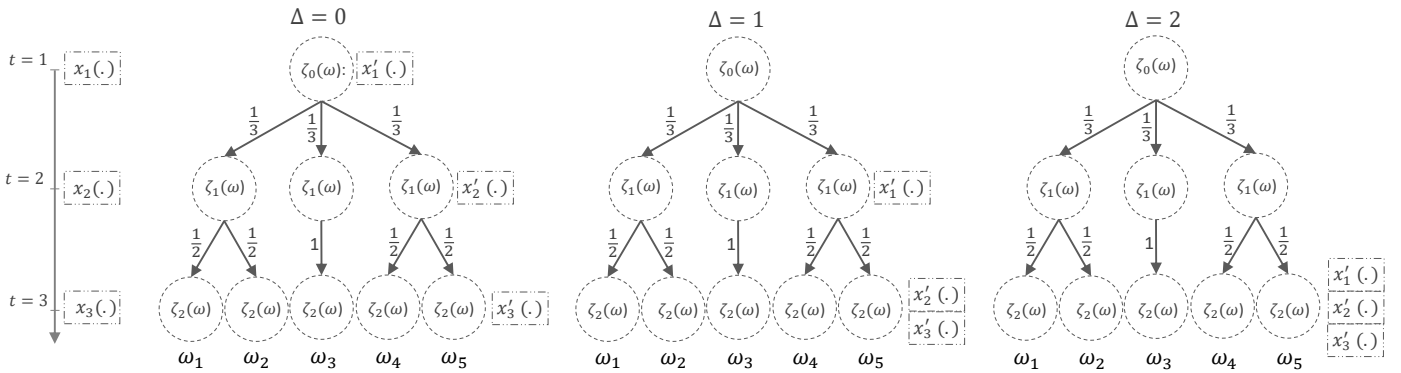 Δ = 0 Δ = 1 Δ = 2
t = 1 x₁(.) ζ₀(ω): x′₁ (.) ζ₀(ω) ζ₀(ω)
1/3 1/3 1/3 1/3 1/3 1/3 1/3 1/3 1/3
t = 2 x₂(.) ζ₁(ω) ζ₁(ω) ζ₁(ω) x′₂ (.) ζ₁(ω) ζ₁(ω) ζ₁(ω) x′₁ (.) ζ₁(ω) ζ₁(ω) ζ₁(ω)
1/2 1/2 1 1/2 1/2 1/2 1/2 1 1/2 1/2 1/2 1/2 1 1/2 1/2
x′₁ (.)
t = 3 x₃(.) ζ₂(ω) ζ₂(ω) ζ₂(ω) ζ₂(ω) ζ₂(ω) x′₃ (.) ζ₂(ω) ζ₂(ω) ζ₂(ω) ζ₂(ω) ζ₂(ω) x′₂ (.) ζ₂(ω) ζ₂(ω) ζ₂(ω) ζ₂(ω) ζ₂(ω) x′₂ (.)
x′₃ (.) x′₃ (.)
ω₁ ω₂ ω₃ ω₄ ω₅ ω₁ ω₂ ω₃ ω₄ ω₅ ω₁ ω₂ ω₃ ω₄ ω₅